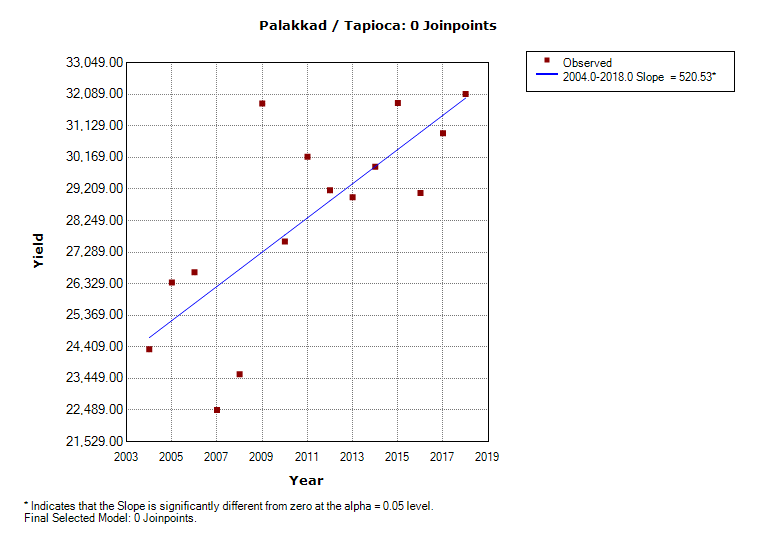 Palakkad / Tapioca: 0 Joinpoints
Observed
2004.0-2018.0 Slope = 520.53*
33,049.00
32,089.00
31,129.00
30,169.00
29,209.00
28,249.00
27,289.00
26,329.00
25,369.00
24,409.00
23,449.00
22,489.00
21,529.00
Yield
2003 2005 2007 2009 2011 2013 2015 2017 2019
Year
* Indicates that the Slope is significantly different from zero at the alpha = 0.05 level.
Final Selected Model: 0 Joinpoints.